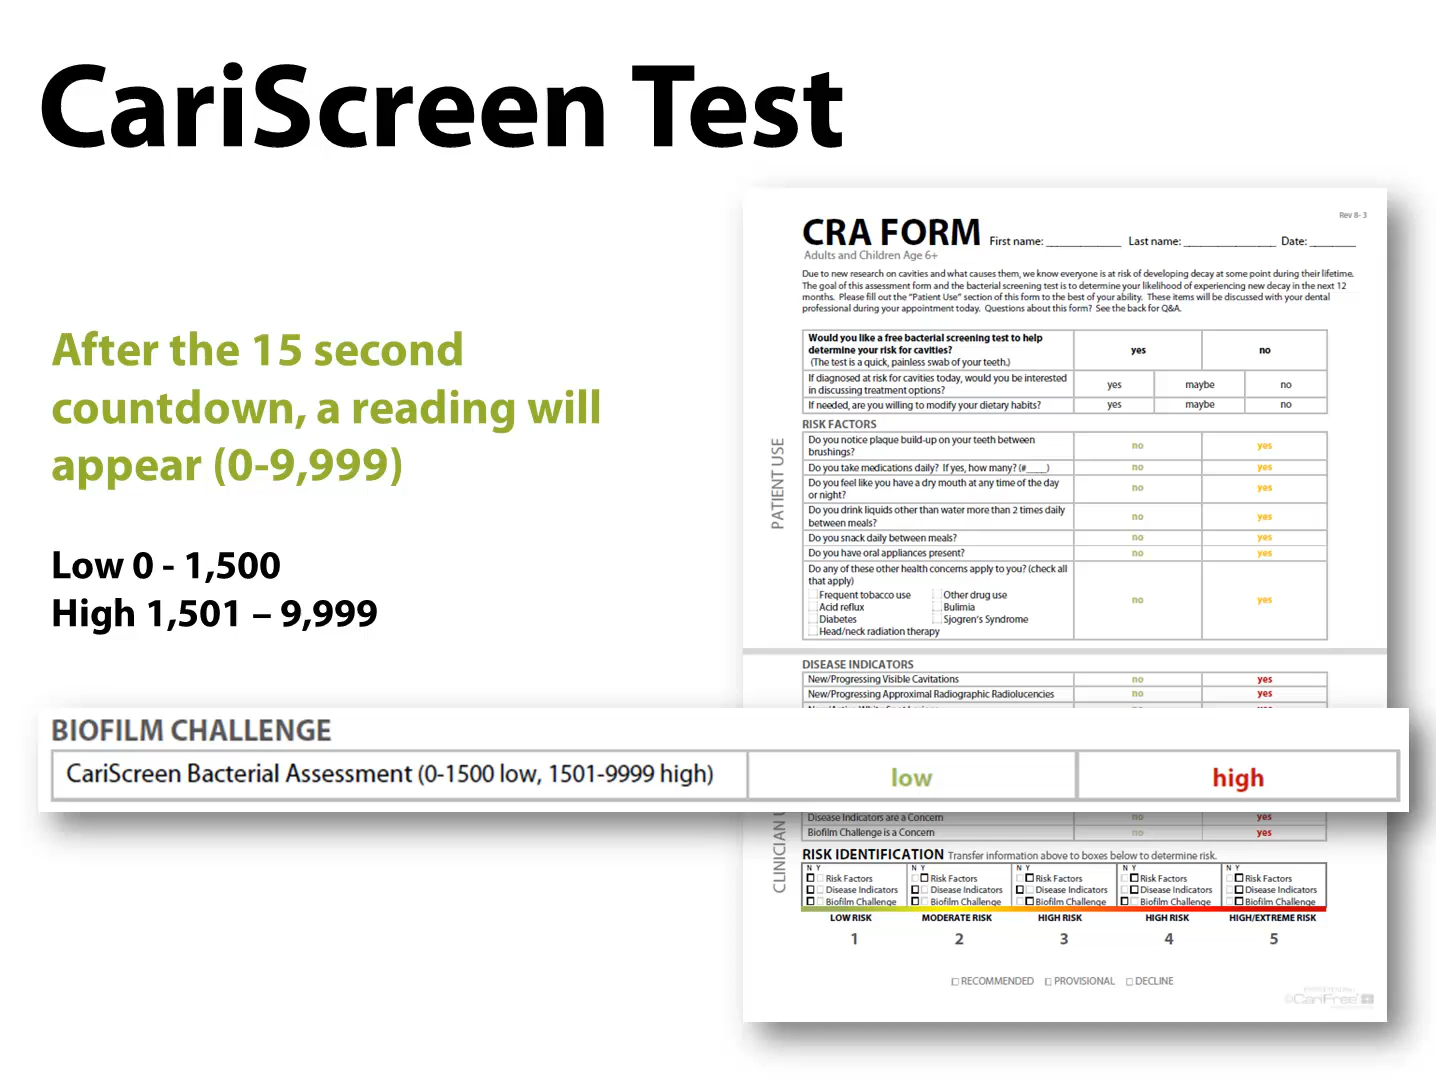 CariScreen Test
After the 15 second
countdown, a reading will
appear (0-9,999)
Low 0 - 1,500
High 1,501 – 9,999
Rev 8- 3
CRA FORM First name: ____________ Last name: ______________ Date: _______
Adults and Children Age 6+
Due to new research on cavities and what causes them, we know everyone is at risk of developing decay at some point during their lifetime.
The goal of this assessment form and the bacterial screening test is to determine your likelihood of experiencing new decay in the next 12
months. Please fill out the "Patient Use" section of this form to the best of your ability. These items will be discussed with your dental
professional during your appointment today. Questions about this form? See the back for Q&A.
PATIENT USE
Would you like a free bacterial screening test to help
determine your risk for cavities? yes no
(The test is a quick, painless swab of your teeth.)
If diagnosed at risk for cavities today, would you be interested
in discussing treatment options? yes maybe no
If needed, are you willing to modify your dietary habits? yes maybe no
RISK FACTORS
Do you notice plaque build-up on your teeth between
brushings? no yes
Do you take medications daily? If yes, how many? (#____) no yes
Do you feel like you have a dry mouth at any time of the day
or night? no yes
Do you drink liquids other than water more than 2 times daily
between meals? no yes
Do you snack daily between meals? no yes
Do you have oral appliances present? no yes
Do any of these other health concerns apply to you? (check all
that apply)
Frequent tobacco use Other drug use
Acid reflux Bulimia no yes
Diabetes Sjogren's Syndrome
Head/neck radiation therapy
DISEASE INDICATORS
New/Progressing Visible Cavitations no yes
New/Progressing Approximal Radiographic Radiolucencies no yes
BIOFILM CHALLENGE
CariScreen Bacterial Assessment (0-1500 low, 1501-9999 high) low high
CLINICIAN
Disease Indicators are a Concern no yes
Biofilm Challenge is a Concern no yes
RISK IDENTIFICATION Transfer information above to boxes below to determine risk.
N Y N Y N Y N Y N Y
Risk Factors Risk Factors Risk Factors Risk Factors Risk Factors
Disease Indicators Disease Indicators Disease Indicators Disease Indicators Disease Indicators
Biofilm Challenge Biofilm Challenge Biofilm Challenge Biofilm Challenge Biofilm Challenge
LOW RISK MODERATE RISK HIGH RISK HIGH RISK HIGH/EXTREME RISK
1 2 3 4 5
RECOMMENDED PROVISIONAL DECLINE
©CariFree